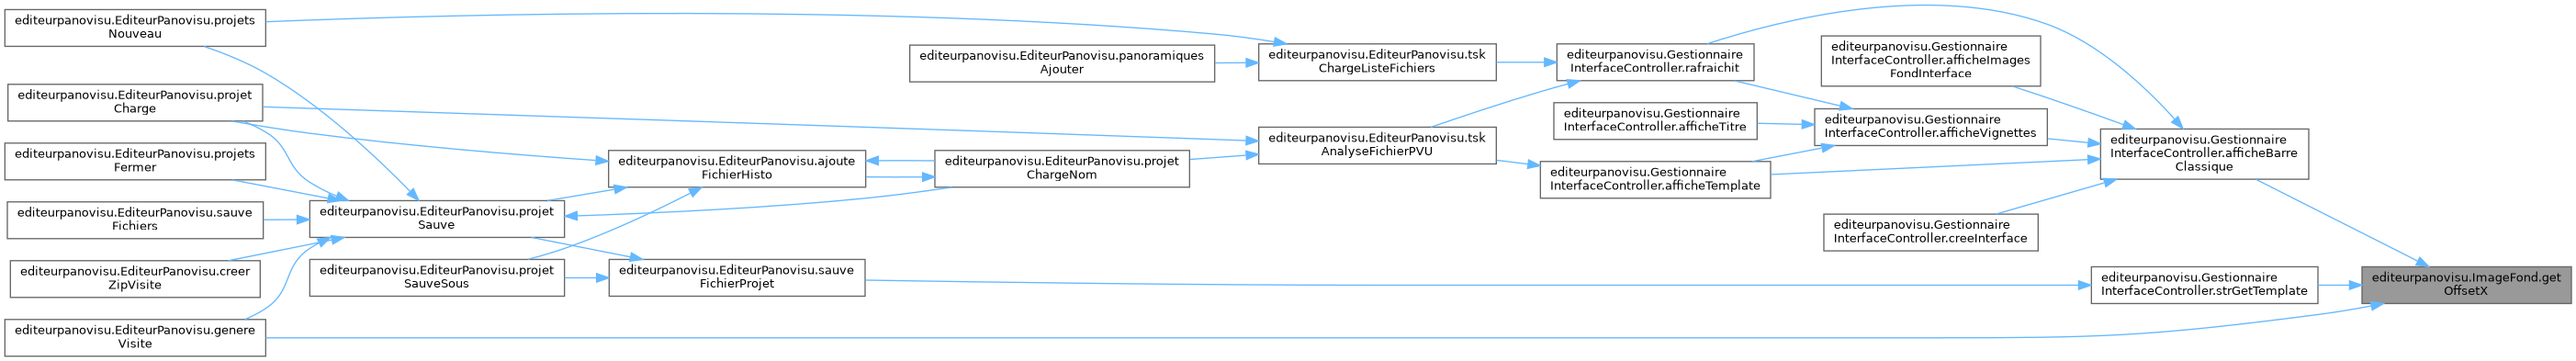 editeurpanovisu.EditeurPanovisu.projets
Nouveau
editeurpanovisu.EditeurPanovisu.projet
Charge
editeurpanovisu.EditeurPanovisu.projets
Fermer
editeurpanovisu.EditeurPanovisu.sauve
Fichiers
editeurpanovisu.EditeurPanovisu.creer
ZipVisite
editeurpanovisu.EditeurPanovisu.genere
Visite
editeurpanovisu.EditeurPanovisu.projet
Sauve
editeurpanovisu.EditeurPanovisu.projet
SauveSous
editeurpanovisu.EditeurPanovisu.ajoute
FichierHisto
editeurpanovisu.EditeurPanovisu.sauve
FichierProjet
editeurpanovisu.EditeurPanovisu.panoramiques
Ajouter
editeurpanovisu.EditeurPanovisu.projet
ChargeNom
editeurpanovisu.EditeurPanovisu.tsk
ChargeListeFichiers
editeurpanovisu.EditeurPanovisu.tsk
AnalyseFichierPVU
editeurpanovisu.Gestionnaire
InterfaceController.rafraichit
editeurpanovisu.Gestionnaire
InterfaceController.afficheTitre
editeurpanovisu.Gestionnaire
InterfaceController.afficheTemplate
editeurpanovisu.Gestionnaire
InterfaceController.afficheImages
FondInterface
editeurpanovisu.Gestionnaire
InterfaceController.afficheVignettes
editeurpanovisu.Gestionnaire
InterfaceController.creeInterface
editeurpanovisu.Gestionnaire
InterfaceController.afficheBarre
Classique
editeurpanovisu.Gestionnaire
InterfaceController.strGetTemplate
editeurpanovisu.ImageFond.get
OffsetX